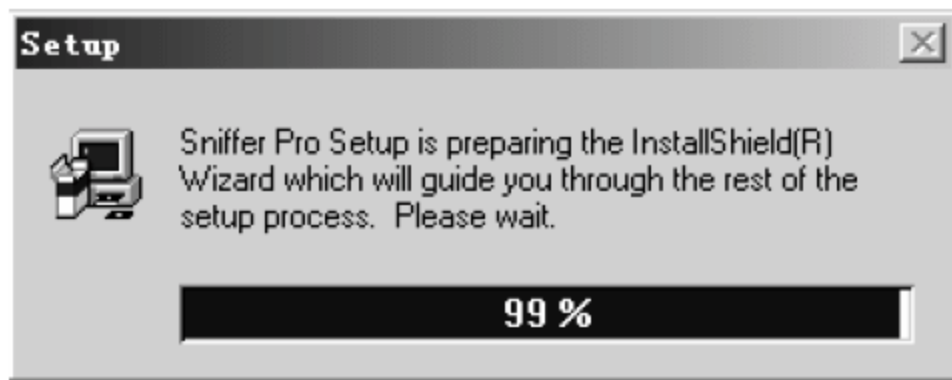 Setup
Sniffer Pro Setup is preparing the InstallShield(R)
Wizard which will guide you through the rest of the
setup process.  Please wait.
99 %